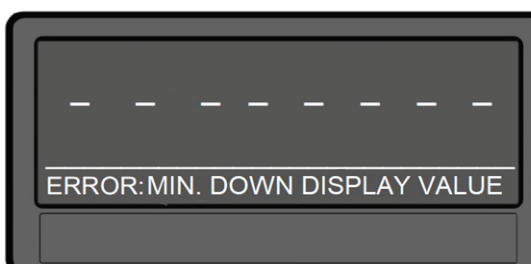 - - - - - - - -
ERROR:MIN. DOWN DISPLAY VALUE